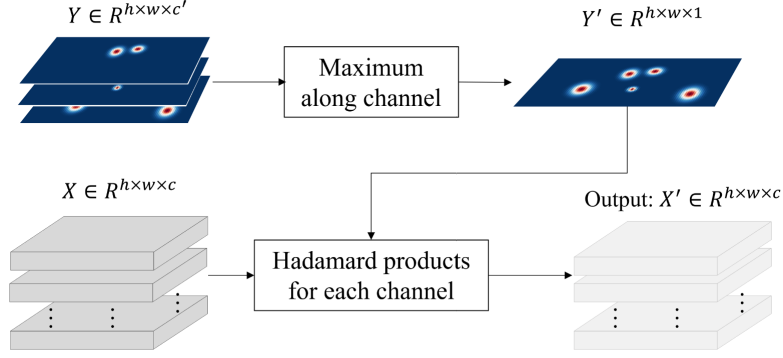 Y ∈ R^{h×w×c′}
Y′ ∈ R^{h×w×1}
Maximum
along channel
X ∈ R^{h×w×c}
Output: X′ ∈ R^{h×w×c}
Hadamard products
for each channel